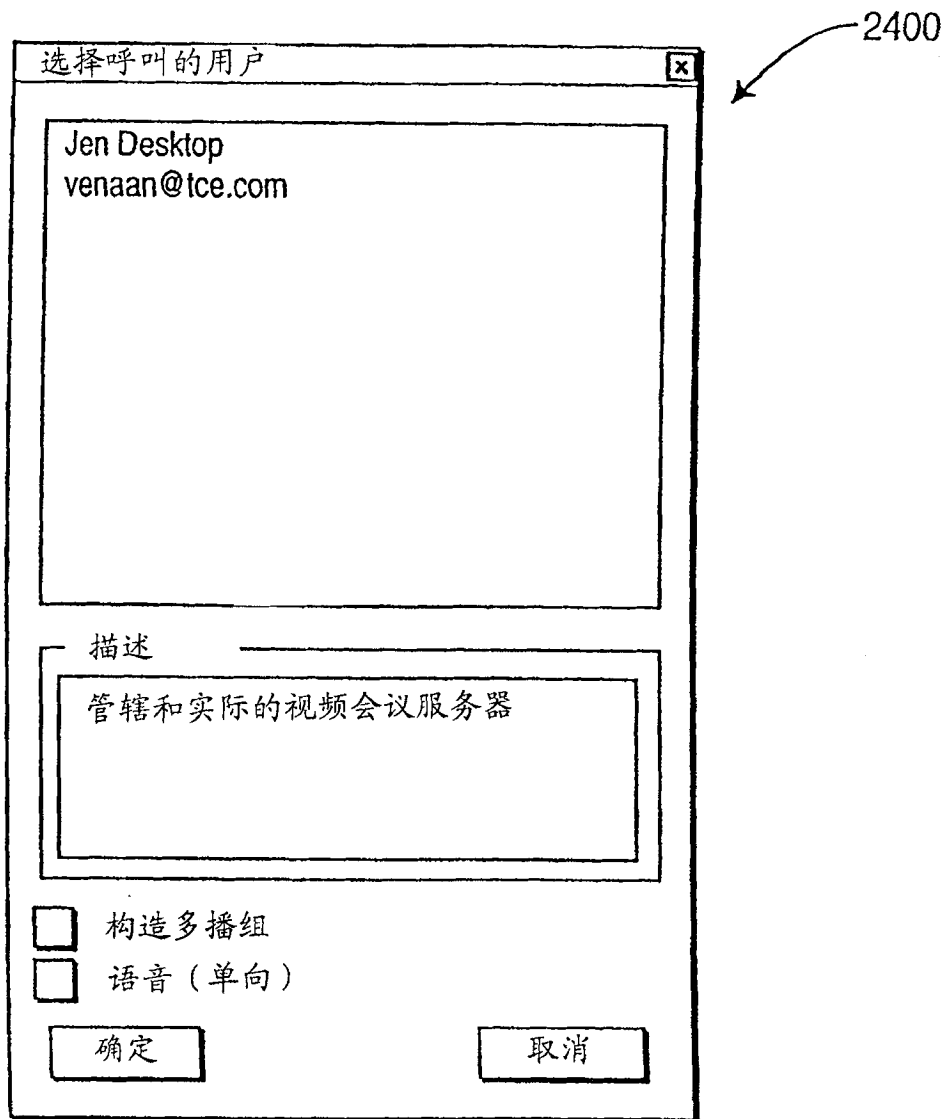 2400
选择呼叫的用户
Jen Desktop
venaan@tce.com
描述
管辖和实际的视频会议服务器
构造多播组
语音（单向）
确定
取消